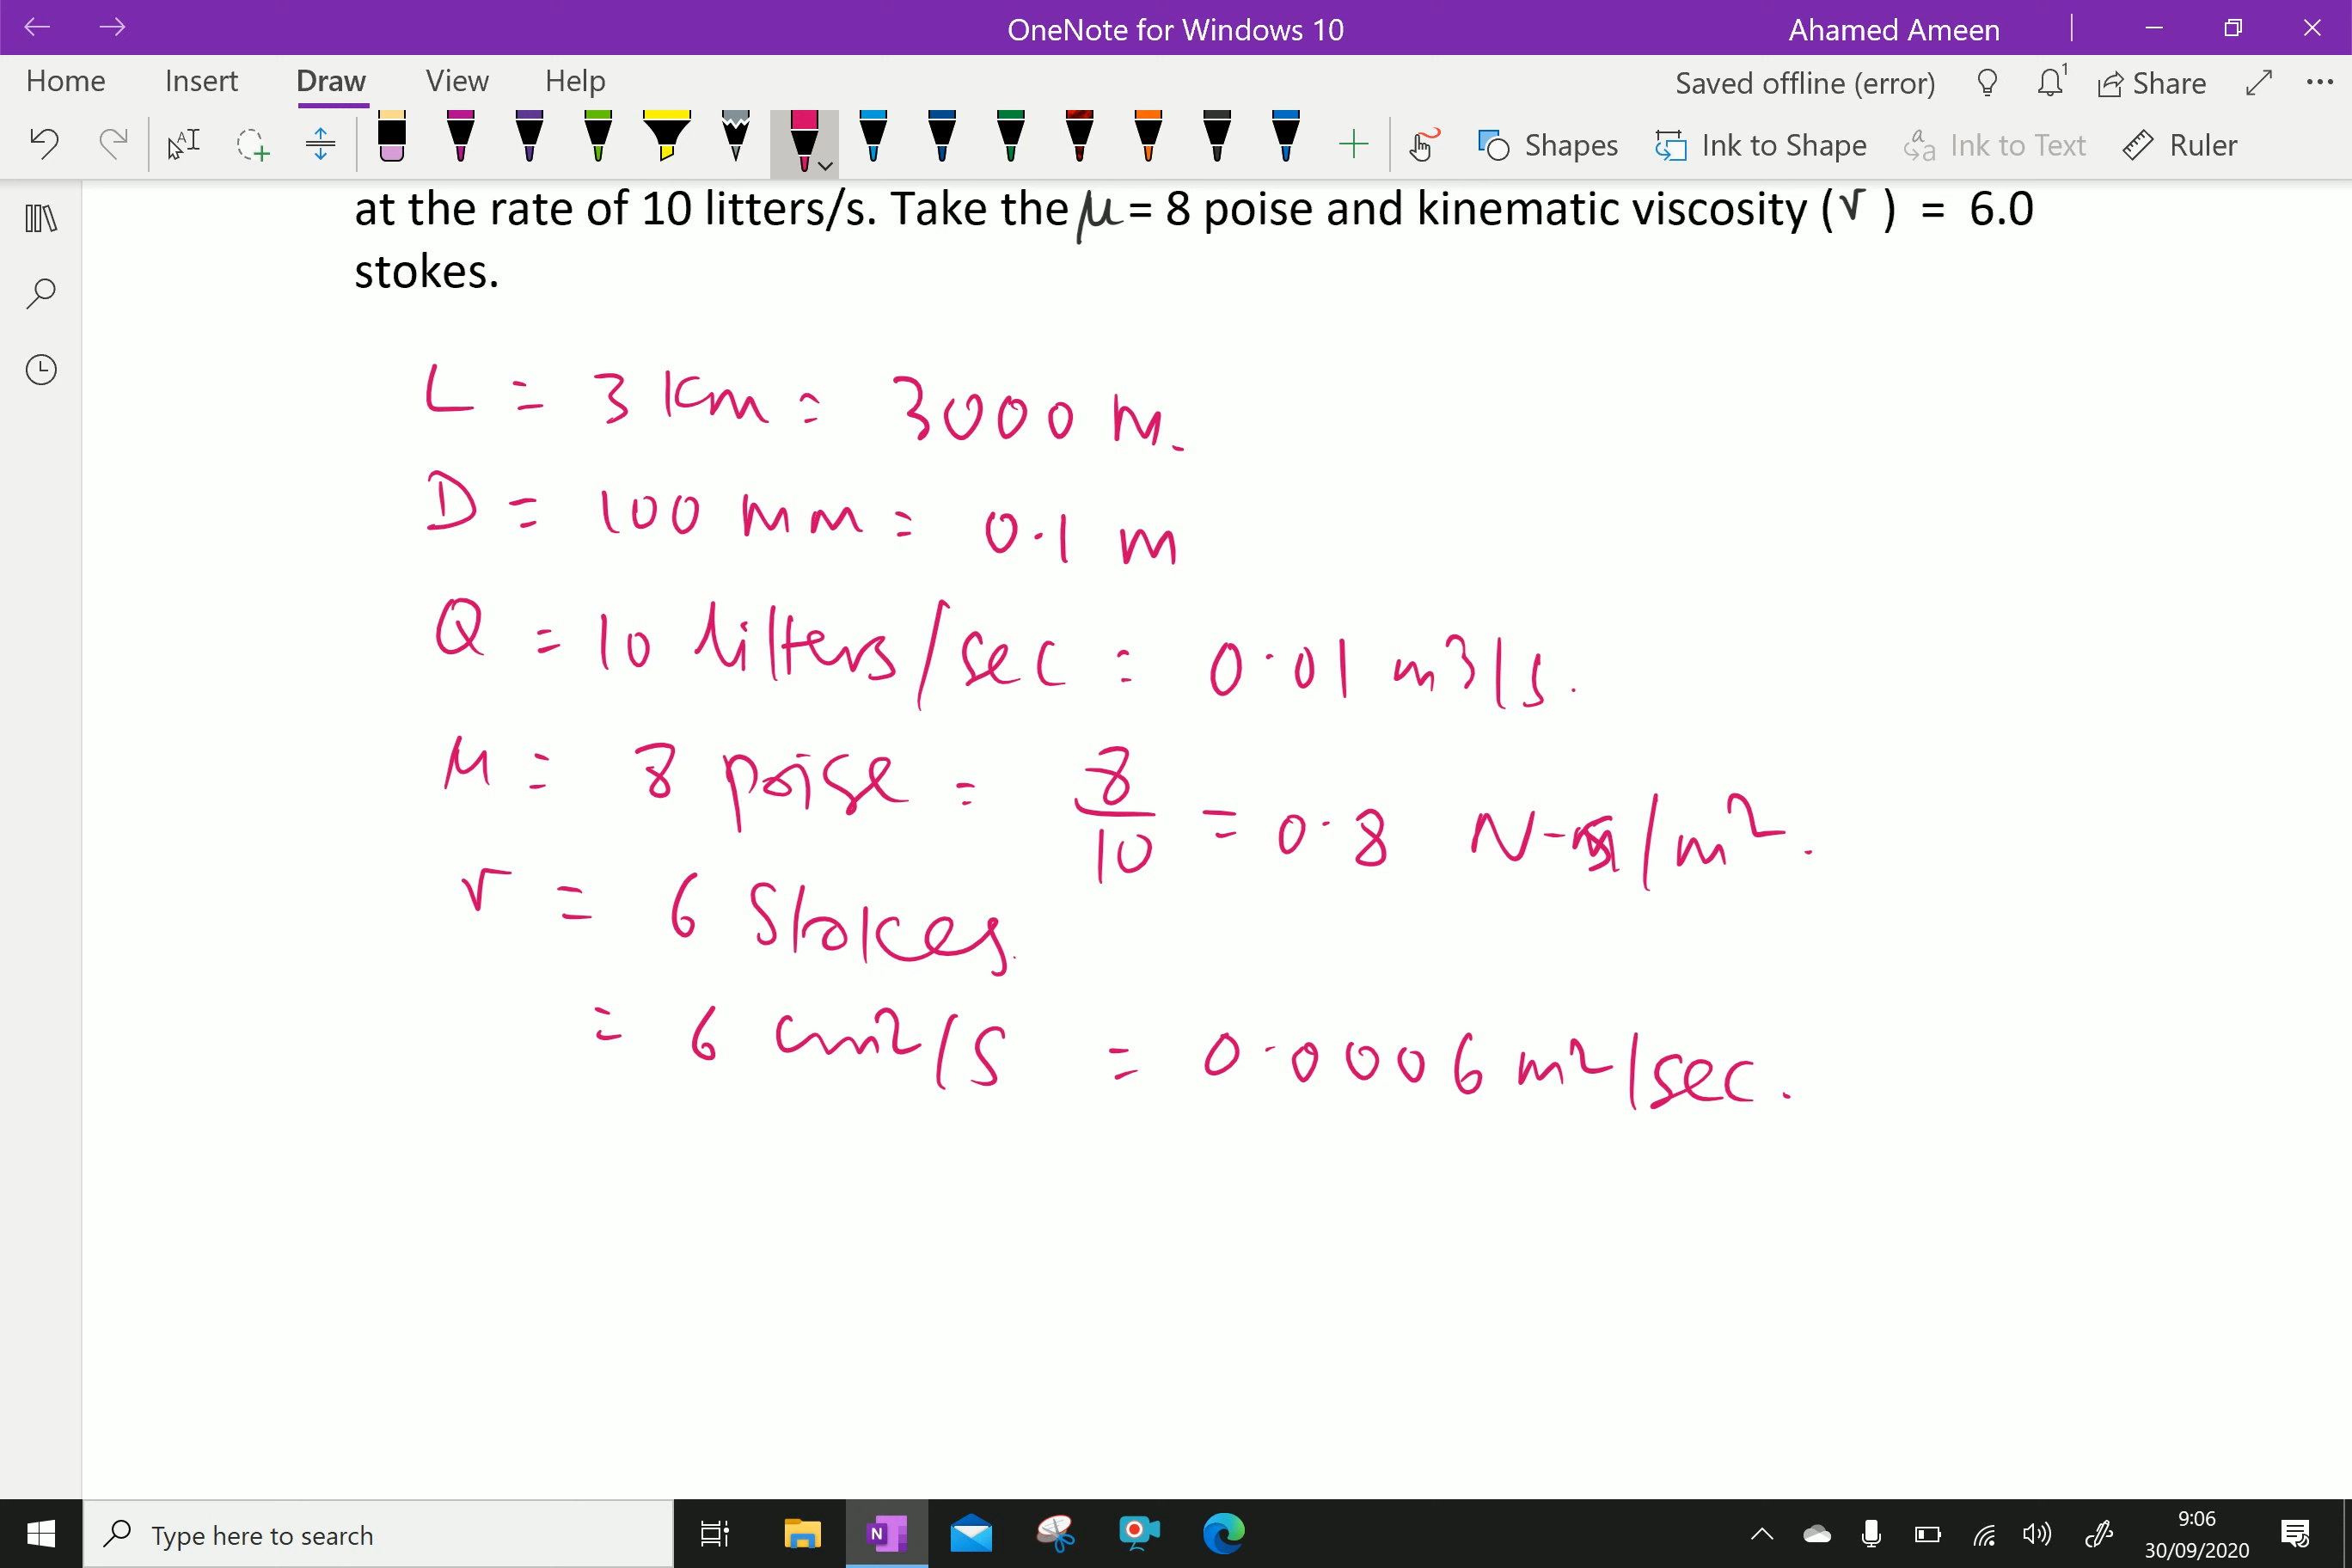 OneNote for Windows 10 Ahamed Ameen
Home Insert Draw View Help Saved offline (error) 1 Share
Shapes Ink to Shape Ink to Text Ruler
at the rate of 10 litters/s. Take the μ = 8 poise and kinematic viscosity (√ ) = 6.0
stokes.
L = 3 km = 3000 m.
D = 100 mm = 0.1 m
Q = 10 litters/sec = 0.01 m3/s.
μ = 8 poise = 8/10 = 0.8 N-s/m2.
√ = 6 Stokes.
= 6 cm2/s = 0.0006 m2/sec.
Type here to search 9:06
30/09/2020